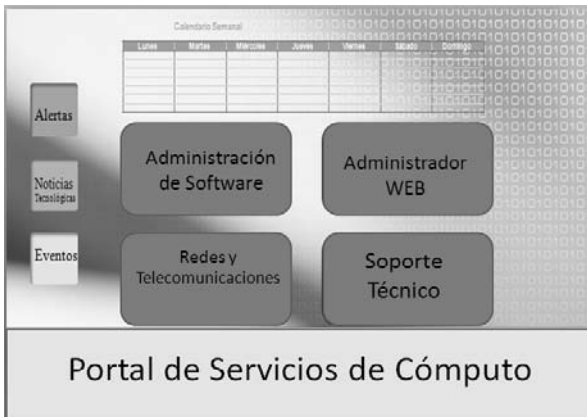 Calendario Semanal
Lunes Martes Miércoles Jueves Viernes Sábado Domingo
Alertas
Noticias
Tecnológicas
Eventos
Administración
de Software
Administrador
WEB
Redes y
Telecomunicaciones
Soporte
Técnico
Portal de Servicios de Cómputo